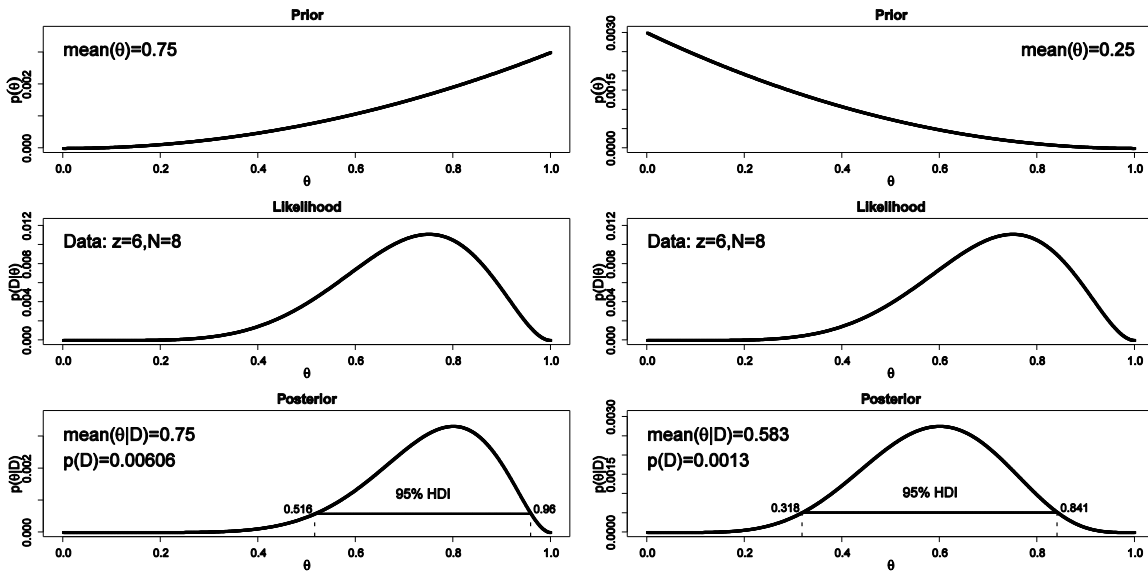 Prior
mean(θ)=0.75
p(θ)
0.000
0.002
0.0 0.2 0.4 0.6 0.8 1.0
θ
Likelihood
Data: z=6,N=8
p(D|θ)
0.000 0.004 0.008 0.012
0.0 0.2 0.4 0.6 0.8 1.0
θ
Posterior
mean(θ|D)=0.75
p(D)=0.00606
p(θ|D)
0.000 0.002
95% HDI
0.516
0.96
0.0 0.2 0.4 0.6 0.8 1.0
θ
Prior
mean(θ)=0.25
p(θ)
0.0000 0.0015 0.0030
0.0 0.2 0.4 0.6 0.8 1.0
θ
Likelihood
Data: z=6,N=8
p(D|θ)
0.000 0.004 0.008 0.012
0.0 0.2 0.4 0.6 0.8 1.0
θ
Posterior
mean(θ|D)=0.583
p(D)=0.0013
p(θ|D)
0.0000 0.0015 0.0030
95% HDI
0.318
0.841
0.0 0.2 0.4 0.6 0.8 1.0
θ